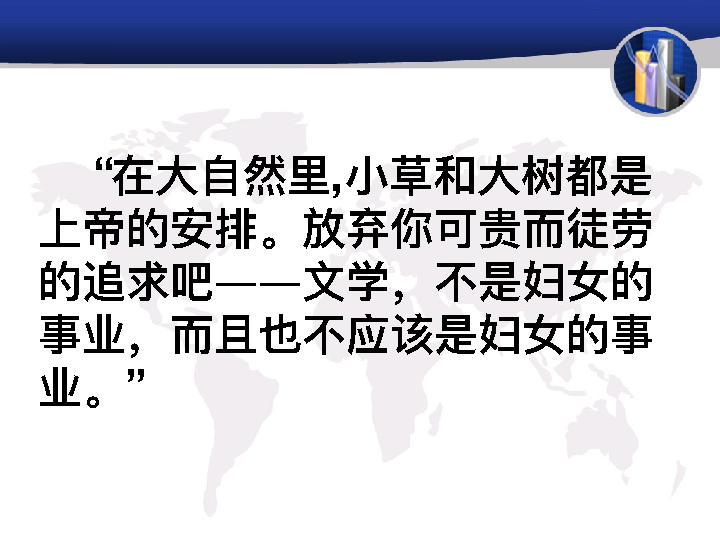 “在大自然里,小草和大树都是
上帝的安排。放弃你可贵而徒劳
的追求吧——文学，不是妇女的
事业，而且也不应该是妇女的事
业。”